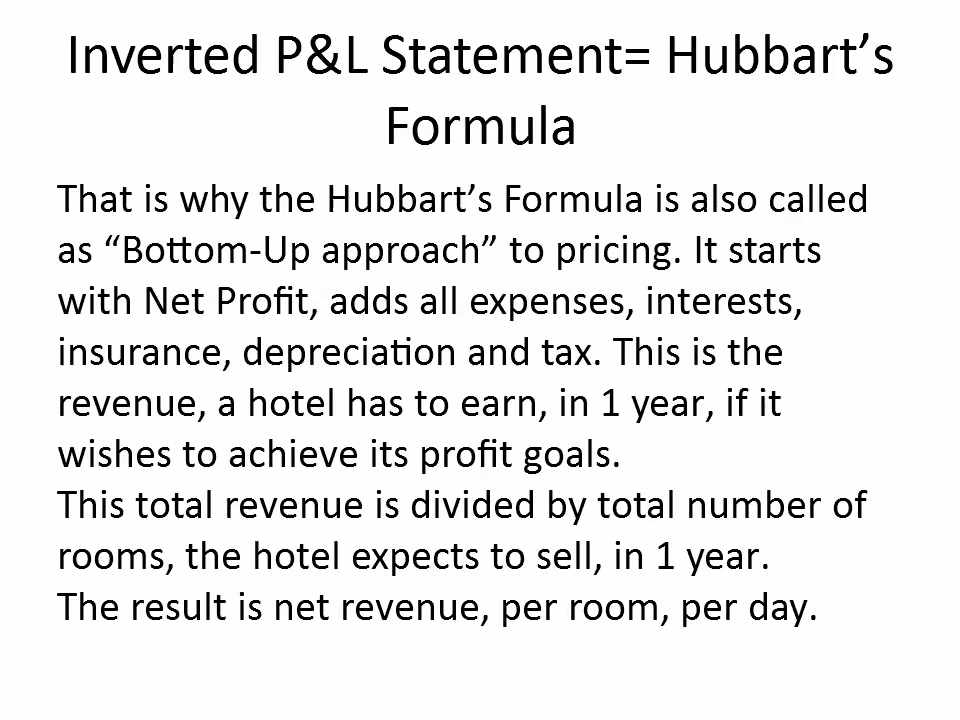 Inverted P&L Statement= Hubbart’s
Formula
That is why the Hubbart’s Formula is also called
as “Bottom-Up approach” to pricing. It starts
with Net Profit, adds all expenses, interests,
insurance, depreciation and tax. This is the
revenue, a hotel has to earn, in 1 year, if it
wishes to achieve its profit goals.
This total revenue is divided by total number of
rooms, the hotel expects to sell, in 1 year.
The result is net revenue, per room, per day.